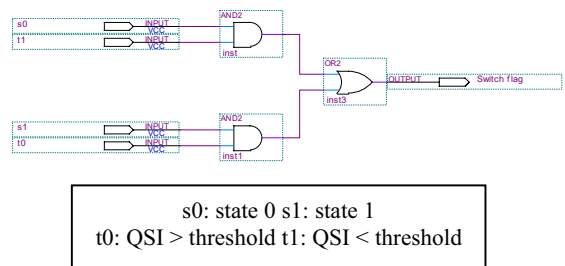 AND2
s0 INPUT
VCC
t1 INPUT
VCC
inst
OR2
OUTPUT Switch flag
inst3
AND2
s1 INPUT
VCC
t0 INPUT
VCC
inst1
s0: state 0 s1: state 1
t0: QSI > threshold t1: QSI < threshold